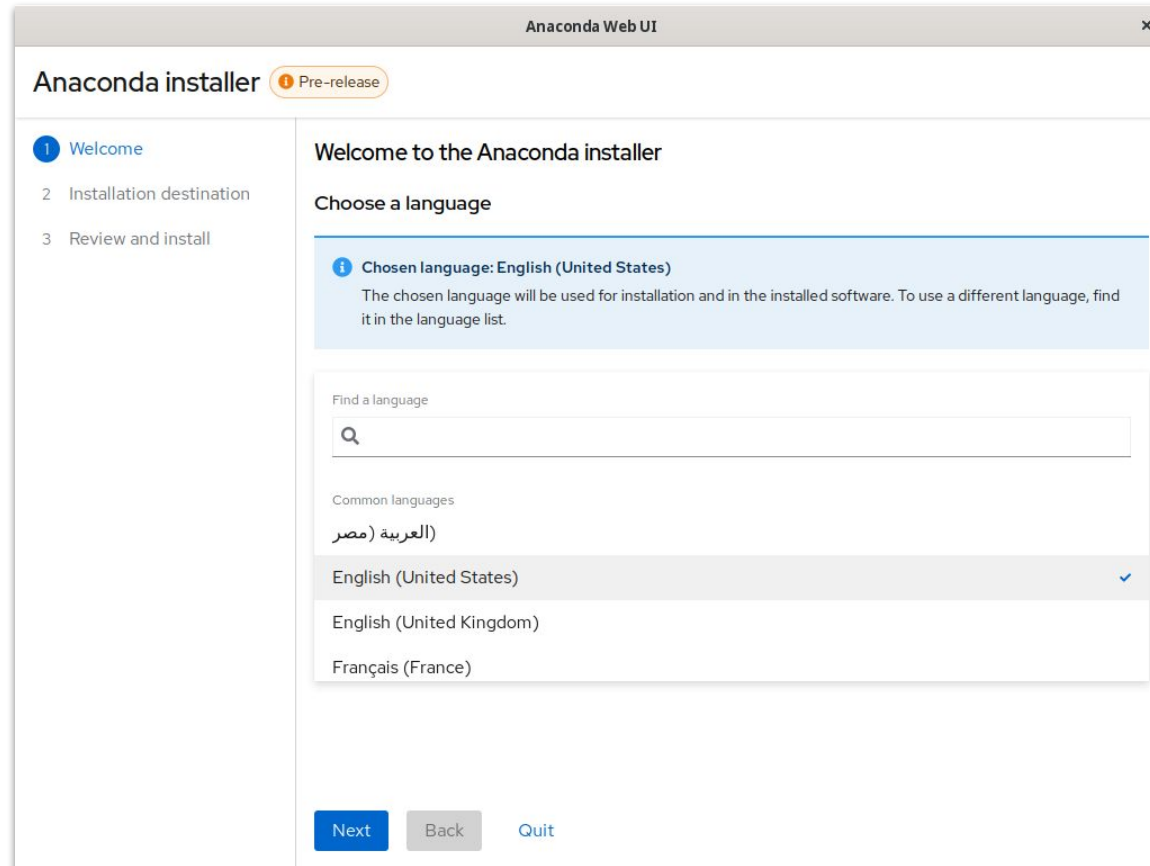 Anaconda Web UI
Anaconda installer
Pre-release
1 Welcome
2 Installation destination
3 Review and install
Welcome to the Anaconda installer
Choose a language
Chosen language: English (United States)
The chosen language will be used for installation and in the installed software. To use a different language, find
it in the language list.
Find a language
Common languages
العربية (مصر)
English (United States)
English (United Kingdom)
Français (France)
Next
Back
Quit